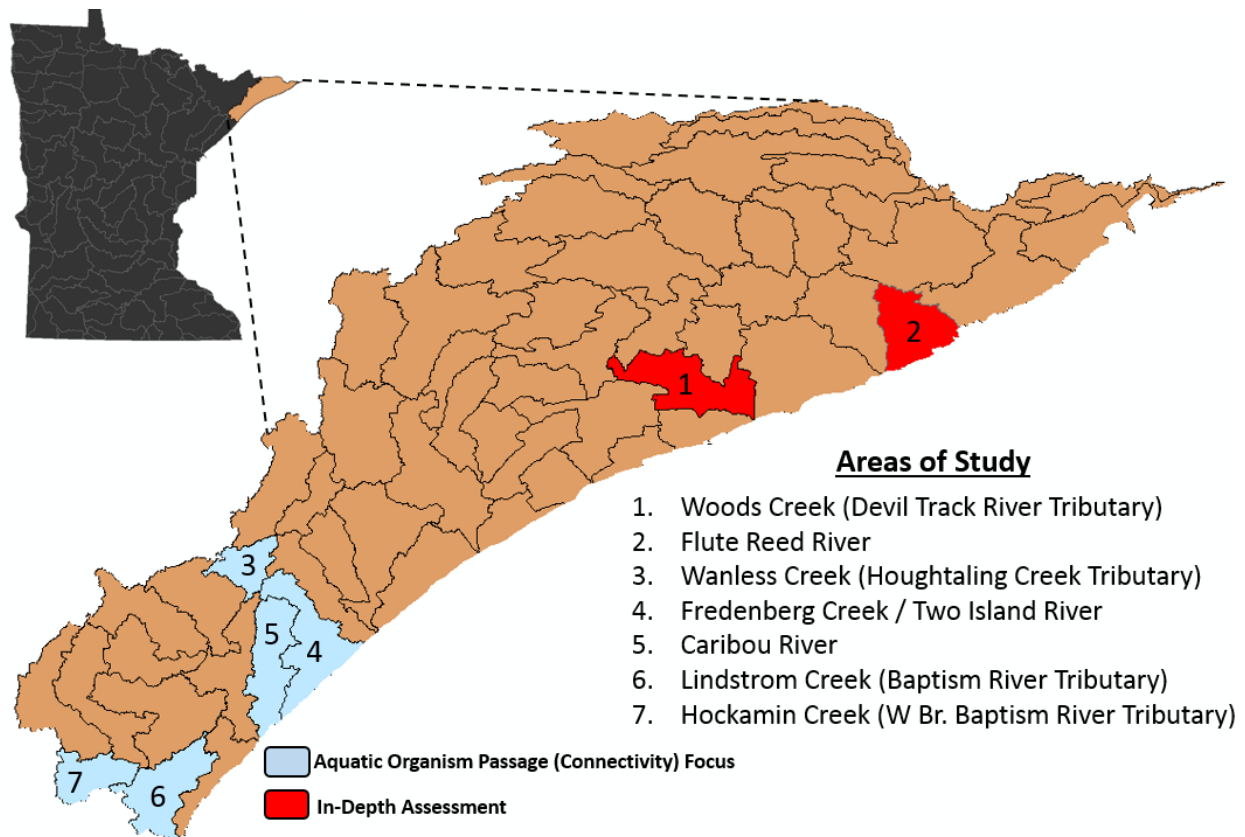 1
2
3
5
4
7
6
Areas of Study
1. Woods Creek (Devil Track River Tributary)
2. Flute Reed River
3. Wanless Creek (Houghtaling Creek Tributary)
4. Fredenberg Creek / Two Island River
5. Caribou River
6. Lindstrom Creek (Baptism River Tributary)
7. Hockamin Creek (W Br. Baptism River Tributary)
Aquatic Organism Passage (Connectivity) Focus
In-Depth Assessment